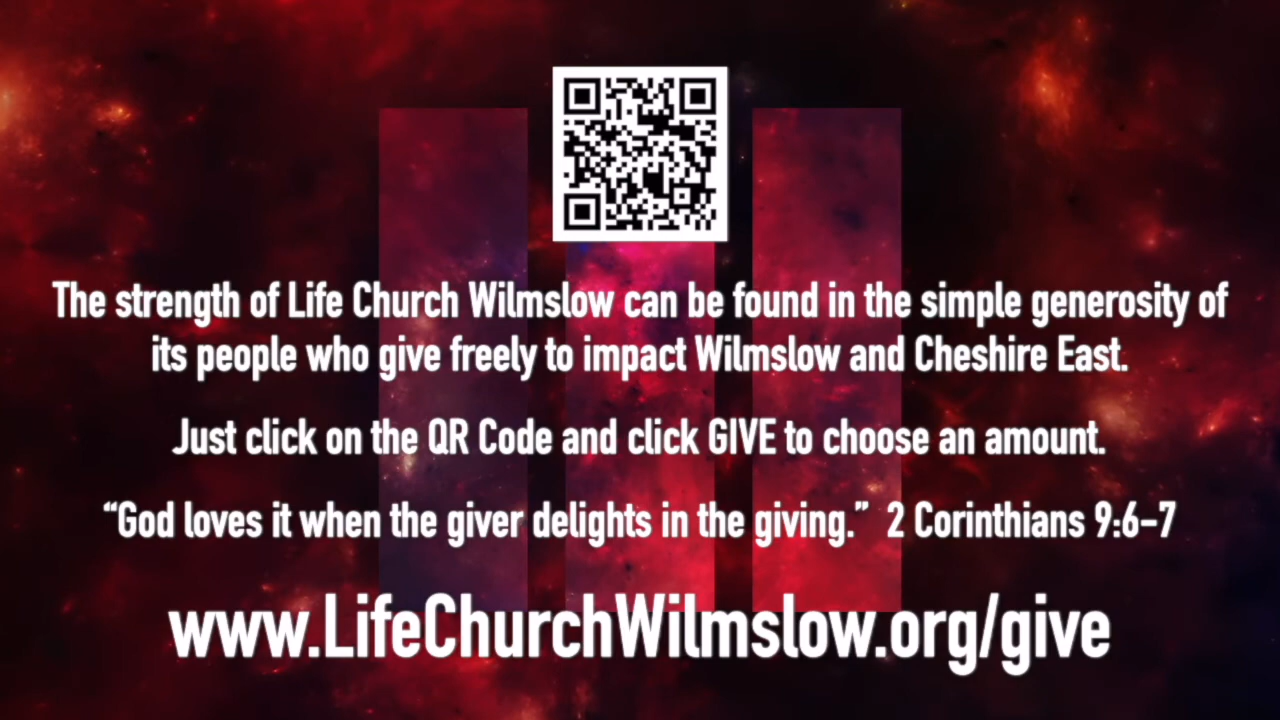 The strength of Life Church Wilmslow can be found in the simple generosity of
its people who give freely to impact Wilmslow and Cheshire East.
Just click on the QR Code and click GIVE to choose an amount.
“God loves it when the giver delights in the giving.” 2 Corinthians 9:6-7
www.LifeChurchWilmslow.org/give